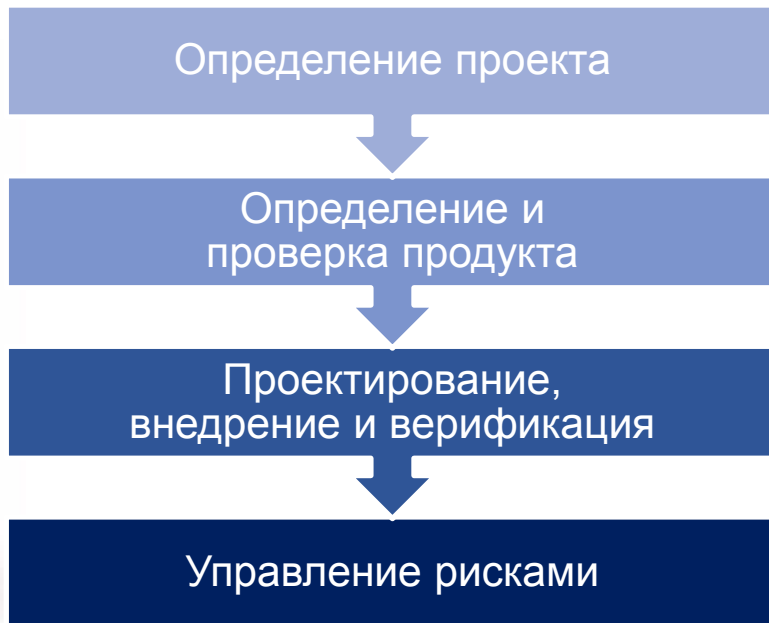 Определение проекта
Определение и
проверка продукта
Проектирование,
внедрение и верификация
Управление рисками